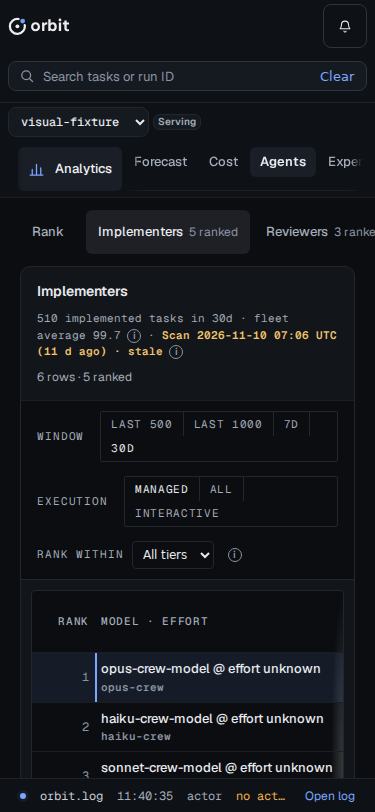 orbit
Search tasks or run ID Clear
visual-fixture Serving
Analytics Forecast Cost Agents Exper
Rank Implementers 5 ranked Reviewers 3 ranke
Implementers
510 implemented tasks in 30d · fleet
average 99.7 · Scan 2026-11-10 07:06 UTC
(11 d ago) · stale
6 rows · 5 ranked
WINDOW LAST 500 LAST 1000 7D
30D
EXECUTION MANAGED ALL
INTERACTIVE
RANK WITHIN All tiers
RANK MODEL · EFFORT
1 opus-crew-model @ effort unknown
opus-crew
2 haiku-crew-model @ effort unknown
haiku-crew
3 sonnet-crew-model @ effort unknown
orbit.log 11:40:35 actor no act… Open log